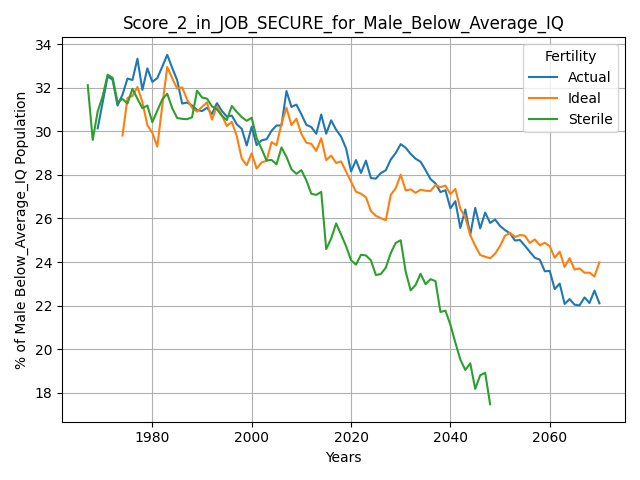 Score_2_in_JOB_SECURE_for_Male_Below_Average_IQ
34
32
30
28
26
24
22
20
18
% of Male Below_Average_IQ Population
Fertility
Actual
Ideal
Sterile
1980
2000
2020
2040
2060
Years